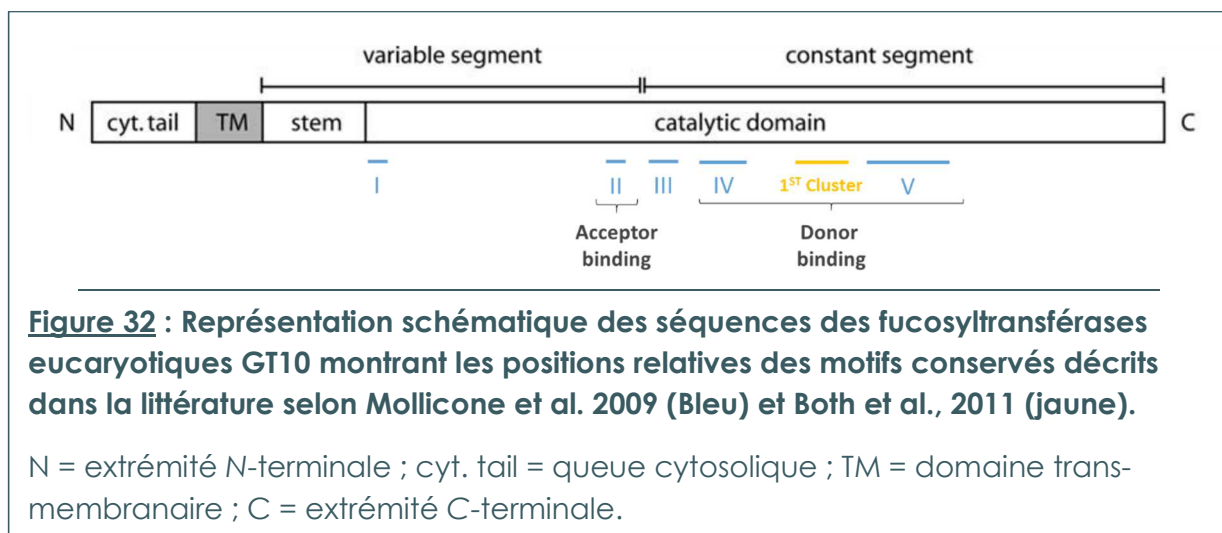 variable segment constant segment
N cyt. tail TM stem catalytic domain C
I II III IV 1ST Cluster V
Acceptor binding Donor binding
Figure 32 : Représentation schématique des séquences des fucosyltransférases
eucaryotiques GT10 montrant les positions relatives des motifs conservés décrits
dans la littérature selon Mollicone et al. 2009 (Bleu) et Both et al., 2011 (jaune).
N = extrémité N-terminale ; cyt. tail = queue cytosolique ; TM = domaine trans-
membranaire ; C = extrémité C-terminale.